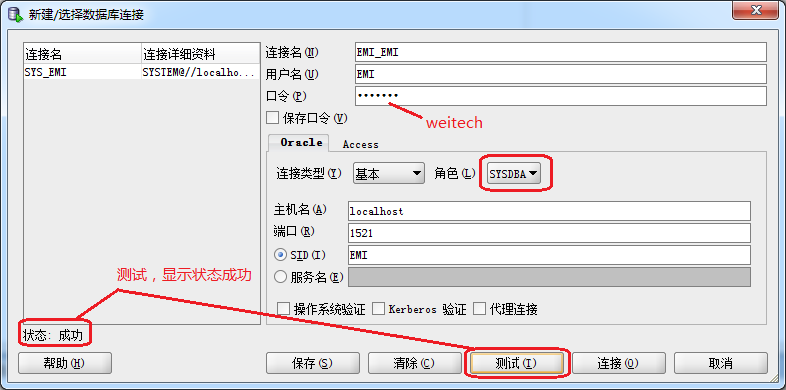 新建/选择数据库连接
连接名 连接详细资料
SYS_EMI SYSTEM@//localho...
连接名(N) EMI_EMI
用户名(U) EMI
口令(P) •••••••
保存口令(V)
weitech
Oracle Access
连接类型(Y) 基本 角色(L) SYSDBA
主机名(A) localhost
端口(R) 1521
SID(I) EMI
服务名(E)
测试，显示状态成功
操作系统验证 Kerberos 验证 代理连接
状态: 成功
帮助(H) 保存(S) 清除(C) 测试(T) 连接(O) 取消